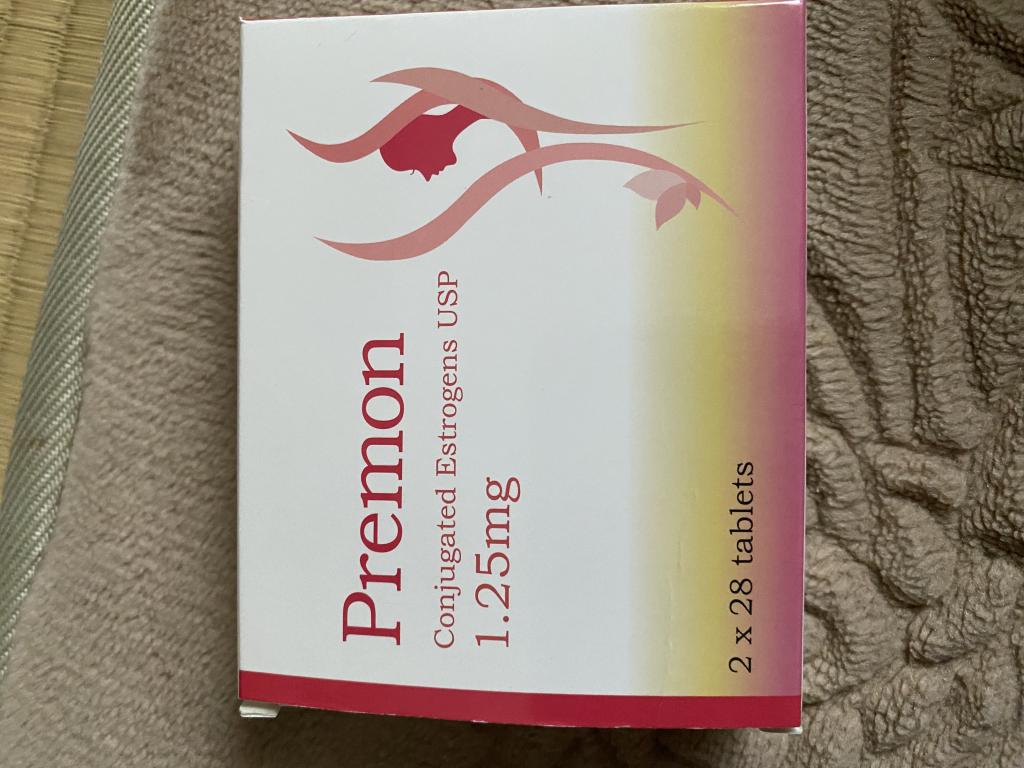 Premon
Conjugated Estrogens USP
1.25mg
2 x 28 tablets